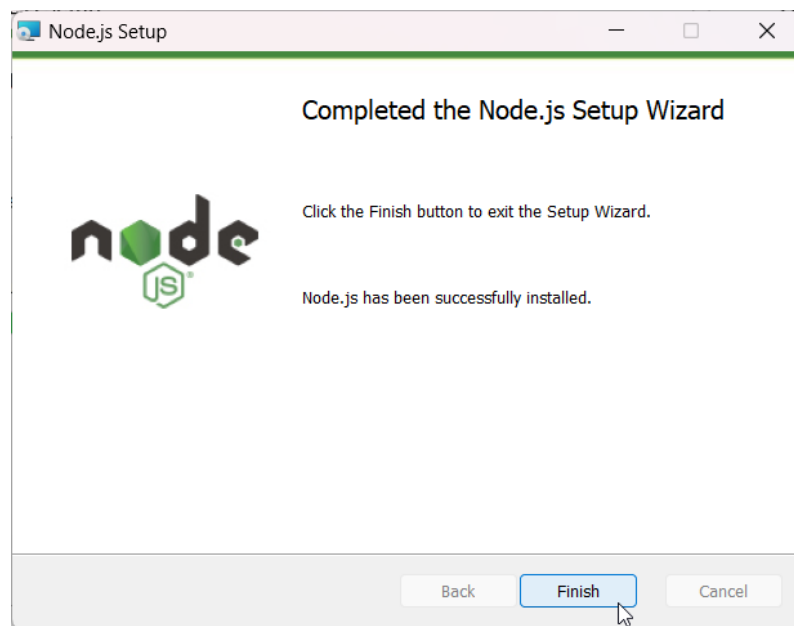 Node.js Setup
Completed the Node.js Setup Wizard
Click the Finish button to exit the Setup Wizard.
node
JS®
Node.js has been successfully installed.
Back
Finish
Cancel